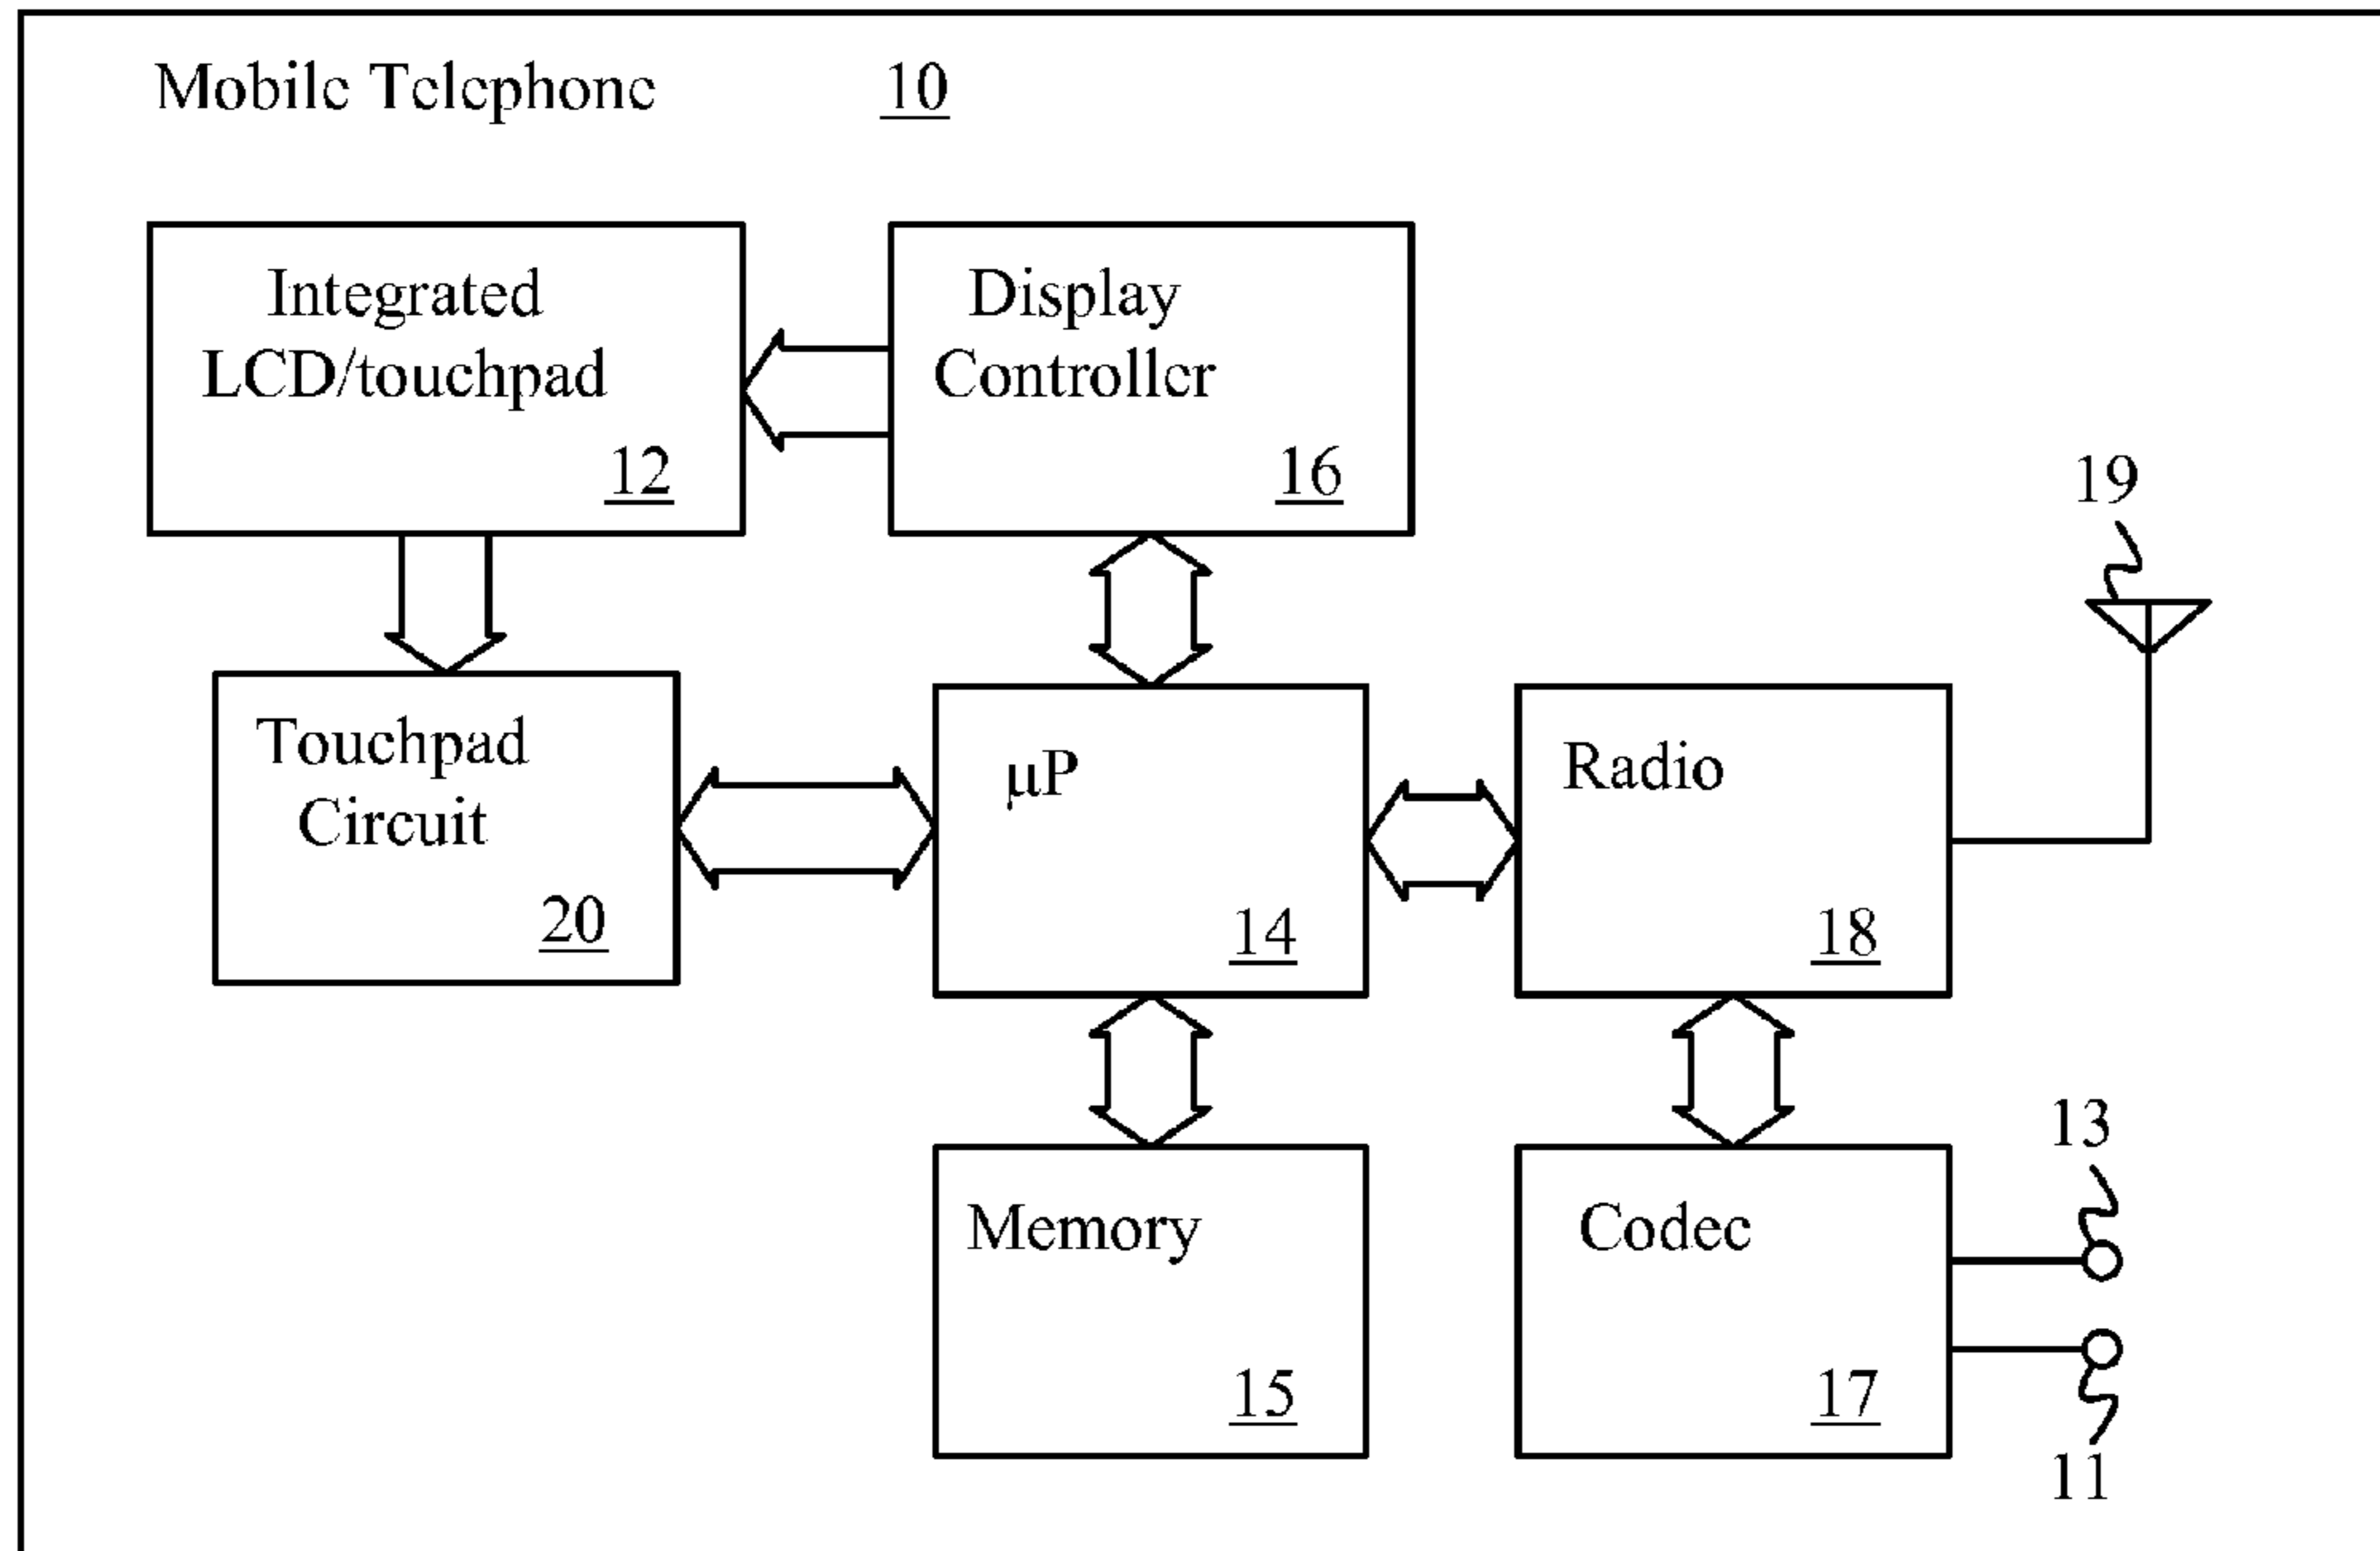 Mobile Telephone 10
Integrated
LCD/touchpad
12
Display
Controller
16
19
Touchpad
Circuit
20
µP
14
Radio
18
Memory
15
Codec
17
13
11